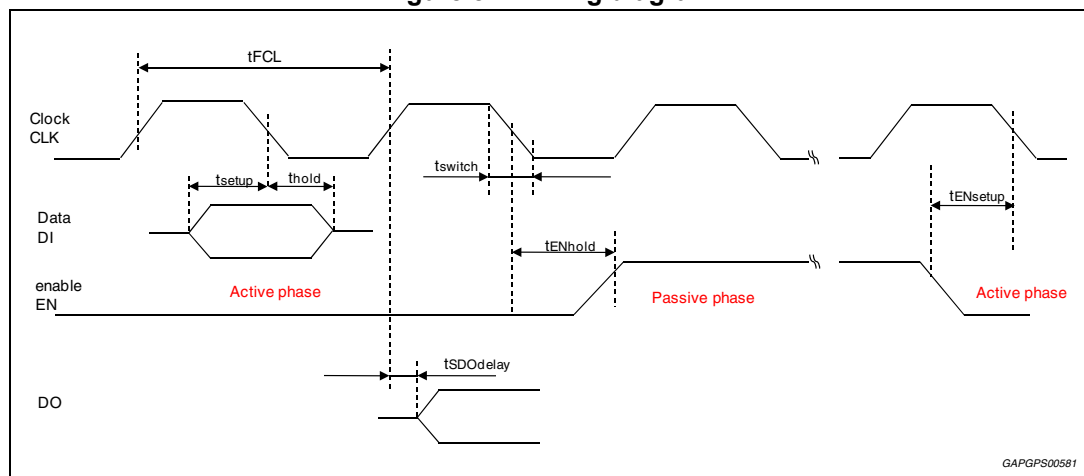 tFCL
Clock
CLK
tswitch
tsetup
thold
tENsetup
Data
DI
tENhold
enable
EN
Active phase
Passive phase
Active phase
tSDOdelay
DO
GAPGPS00581